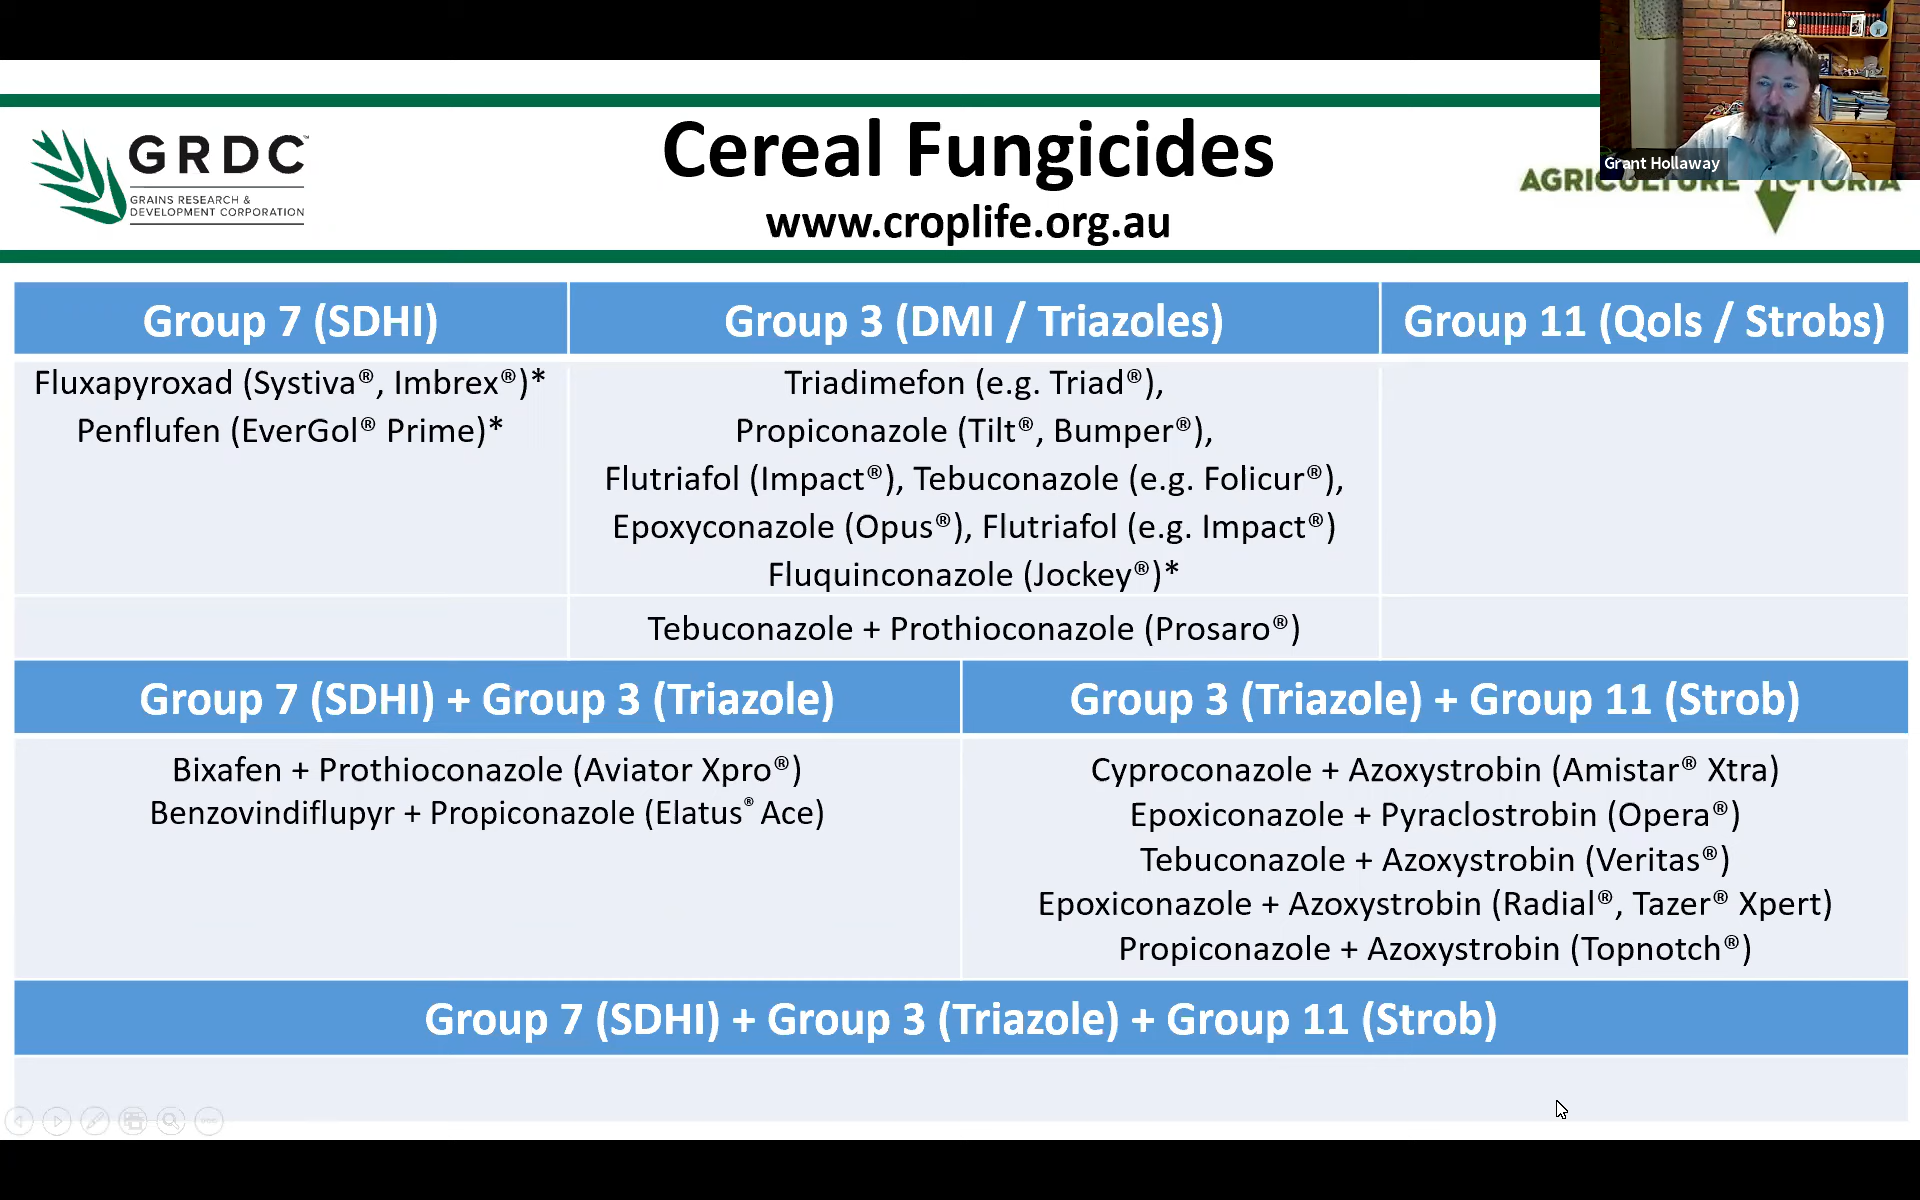 GRDC™
GRAINS RESEARCH &
DEVELOPMENT CORPORATION
Cereal Fungicides
www.croplife.org.au
Grant Hollaway
AGRICULTURE VICTORIA
Group 7 (SDHI)
Group 3 (DMI / Triazoles)
Group 11 (Qols / Strobs)
Fluxapyroxad (Systiva®, Imbrex®)*
Penflufen (EverGol® Prime)*
Triadimefon (e.g. Triad®),
Propiconazole (Tilt®, Bumper®),
Flutriafol (Impact®), Tebuconazole (e.g. Folicur®),
Epoxyconazole (Opus®), Flutriafol (e.g. Impact®)
Fluquinconazole (Jockey®)*
Tebuconazole + Prothioconazole (Prosaro®)
Group 7 (SDHI) + Group 3 (Triazole)
Group 3 (Triazole) + Group 11 (Strob)
Bixafen + Prothioconazole (Aviator Xpro®)
Benzovindiflupyr + Propiconazole (Elatus® Ace)
Cyproconazole + Azoxystrobin (Amistar® Xtra)
Epoxiconazole + Pyraclostrobin (Opera®)
Tebuconazole + Azoxystrobin (Veritas®)
Epoxiconazole + Azoxystrobin (Radial®, Tazer® Xpert)
Propiconazole + Azoxystrobin (Topnotch®)
Group 7 (SDHI) + Group 3 (Triazole) + Group 11 (Strob)